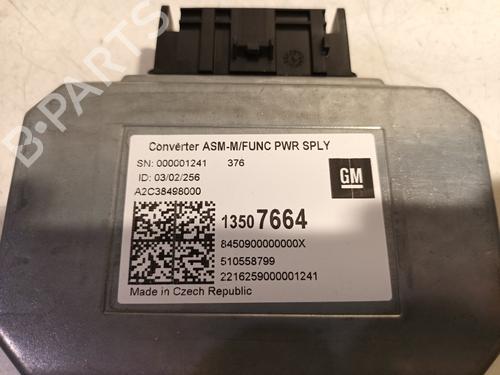 B-PARTS
Converter ASM-M/FUNC PWR SPLY
SN: 000001241 376
ID: 03/02/256
A2C38498000
GM
13507664
8450900000000X
510558799
2216259000001241
Made in Czech Republic